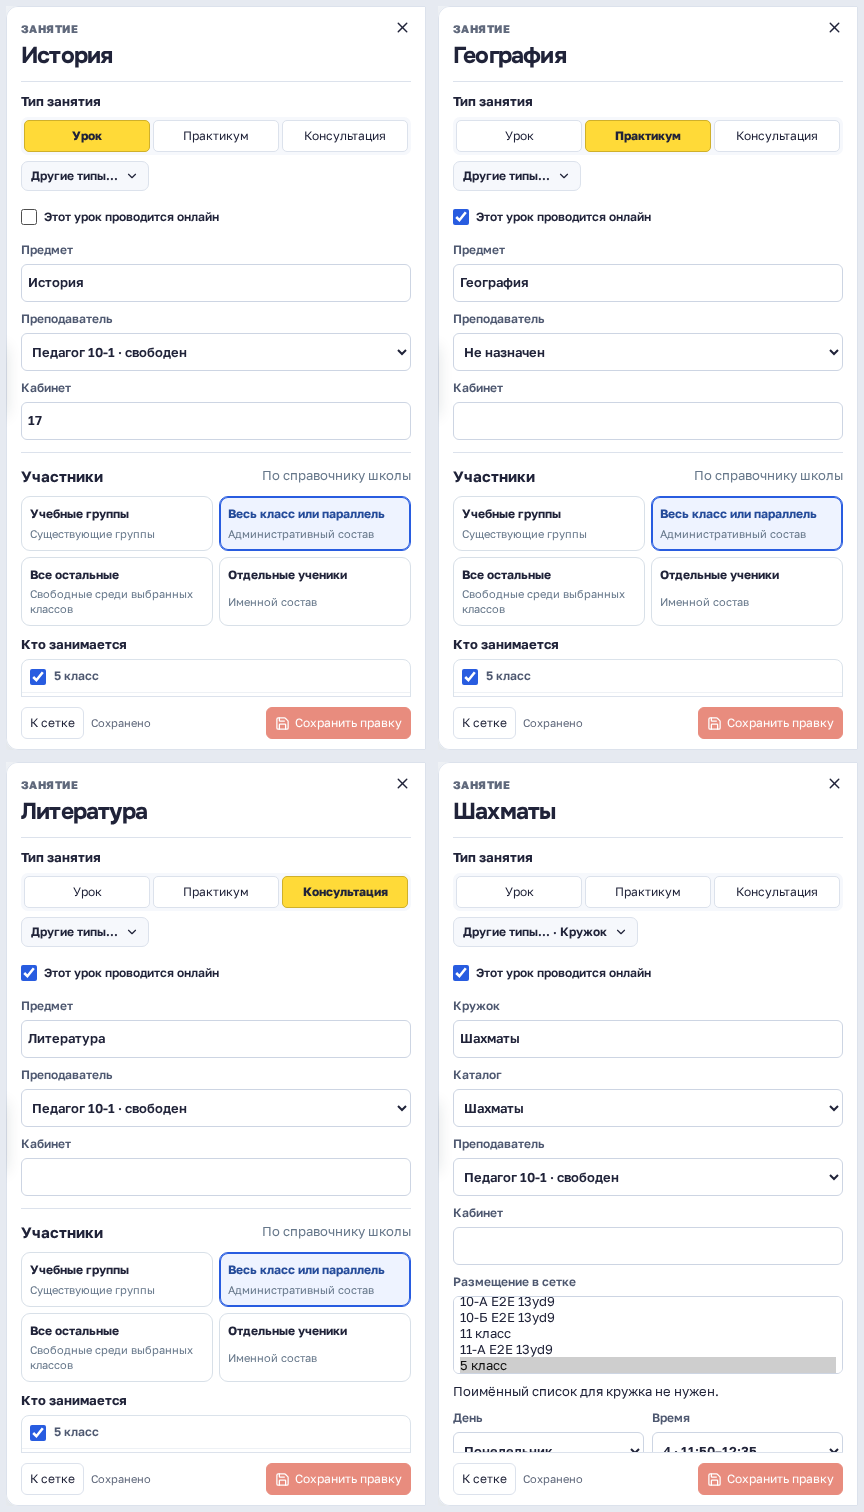 ЗАНЯТИЕ
История
Тип занятия
Урок Практикум Консультация
Другие типы...
Этот урок проводится онлайн
Предмет
История
Преподаватель
Педагог 10-1 · свободен
Кабинет
17
Участники По справочнику школы
Учебные группы
Существующие группы
Весь класс или параллель
Административный состав
Все остальные
Свободные среди выбранных
классов
Отдельные ученики
Именной состав
Кто занимается
5 класс
К сетке Сохранено Сохранить правку
ЗАНЯТИЕ
География
Тип занятия
Урок Практикум Консультация
Другие типы...
Этот урок проводится онлайн
Предмет
География
Преподаватель
Не назначен
Кабинет
Участники По справочнику школы
Учебные группы
Существующие группы
Весь класс или параллель
Административный состав
Все остальные
Свободные среди выбранных
классов
Отдельные ученики
Именной состав
Кто занимается
5 класс
К сетке Сохранено Сохранить правку
ЗАНЯТИЕ
Литература
Тип занятия
Урок Практикум Консультация
Другие типы...
Этот урок проводится онлайн
Предмет
Литература
Преподаватель
Педагог 10-1 · свободен
Кабинет
Участники По справочнику школы
Учебные группы
Существующие группы
Весь класс или параллель
Административный состав
Все остальные
Свободные среди выбранных
классов
Отдельные ученики
Именной состав
Кто занимается
5 класс
К сетке Сохранено Сохранить правку
ЗАНЯТИЕ
Шахматы
Тип занятия
Урок Практикум Консультация
Другие типы... · Кружок
Этот урок проводится онлайн
Кружок
Шахматы
Каталог
Шахматы
Преподаватель
Педагог 10-1 · свободен
Кабинет
Размещение в сетке
10-А E2E 13yd9
10-Б E2E 13yd9
11 класс
11-А E2E 13yd9
5 класс
Поимённый список для кружка не нужен.
День Время
Понедельник 4 · 11:50–12:35
К сетке Сохранено Сохранить правку